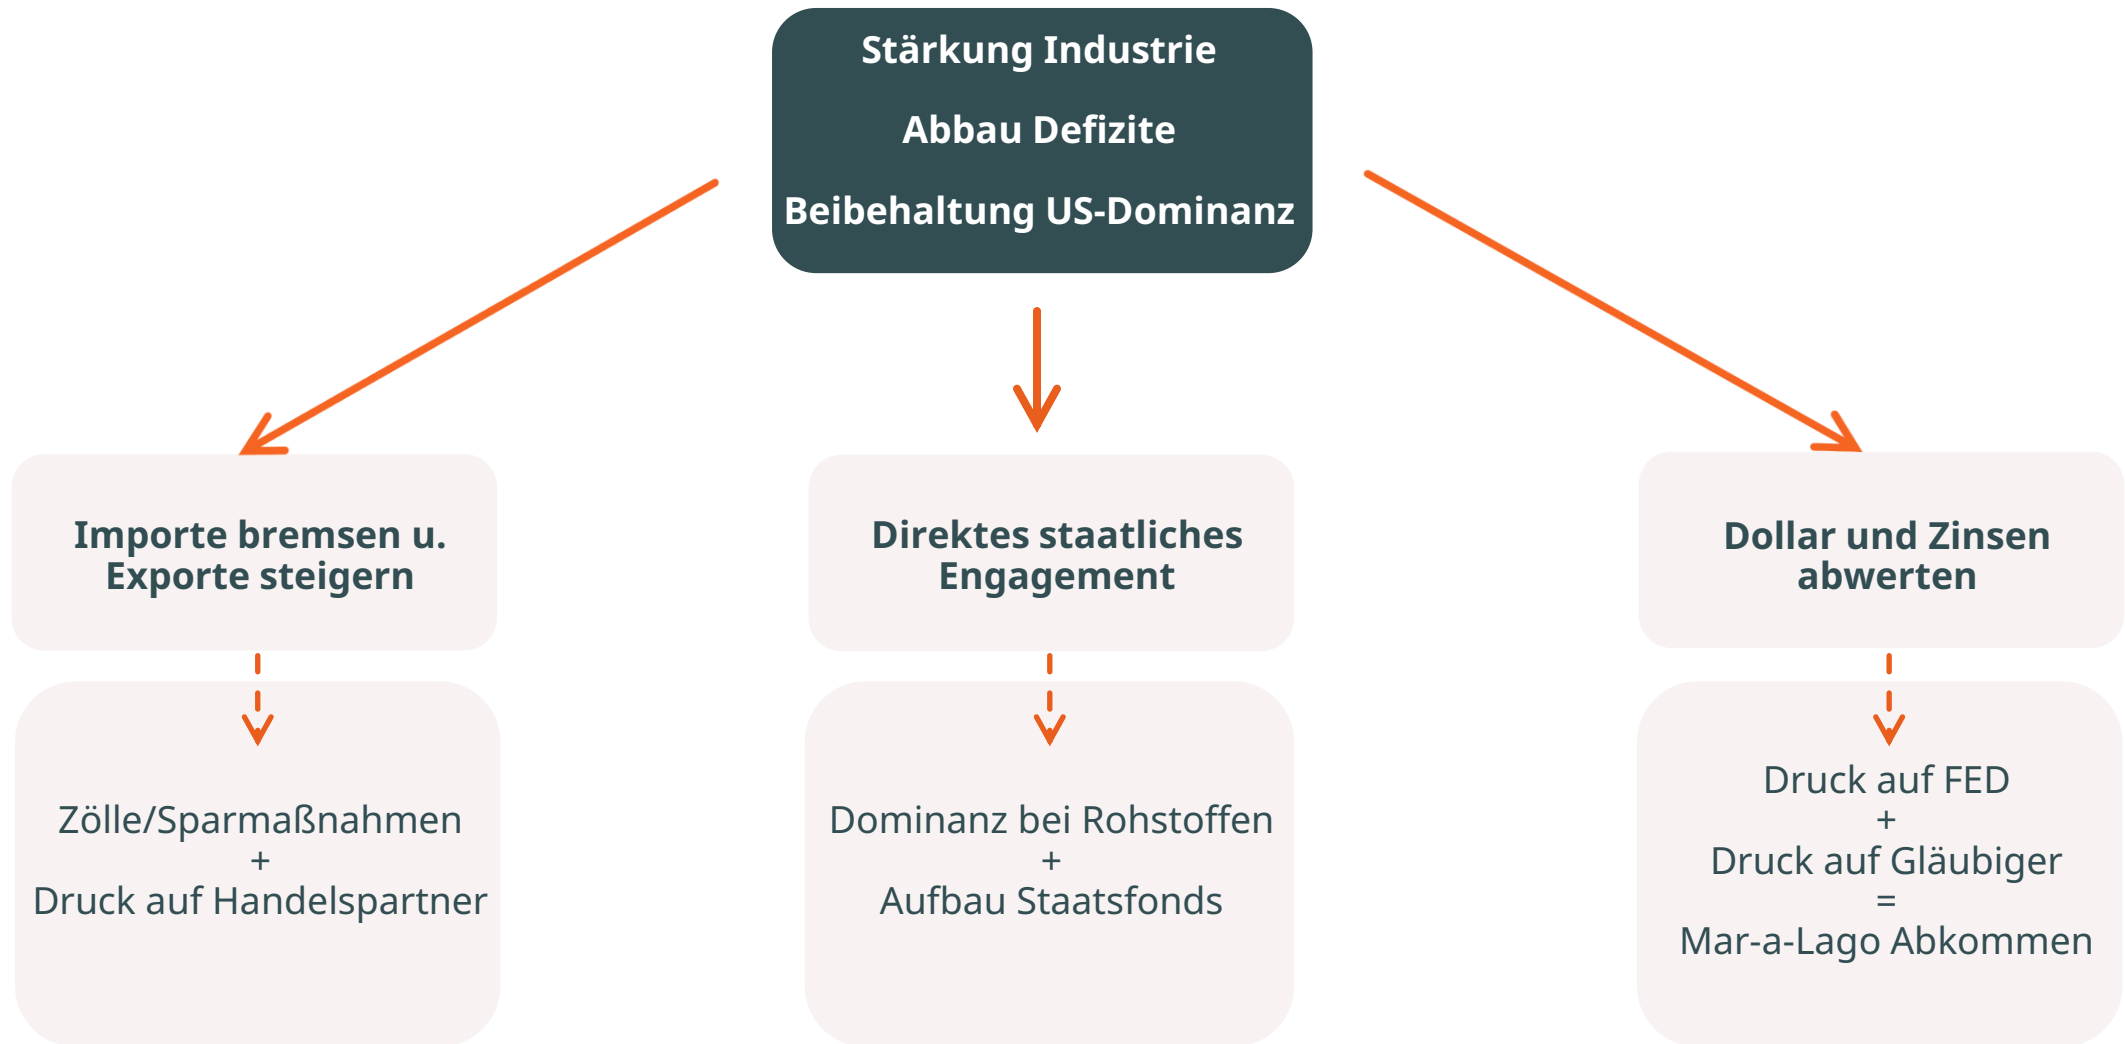 Stärkung Industrie
Abbau Defizite
Beibehaltung US-Dominanz
Importe bremsen u.
Exporte steigern
Direktes staatliches
Engagement
Dollar und Zinsen
abwerten
Zölle/Sparmaßnahmen
+
Druck auf Handelspartner
Dominanz bei Rohstoffen
+
Aufbau Staatsfonds
Druck auf FED
+
Druck auf Gläubiger
=
Mar-a-Lago Abkommen